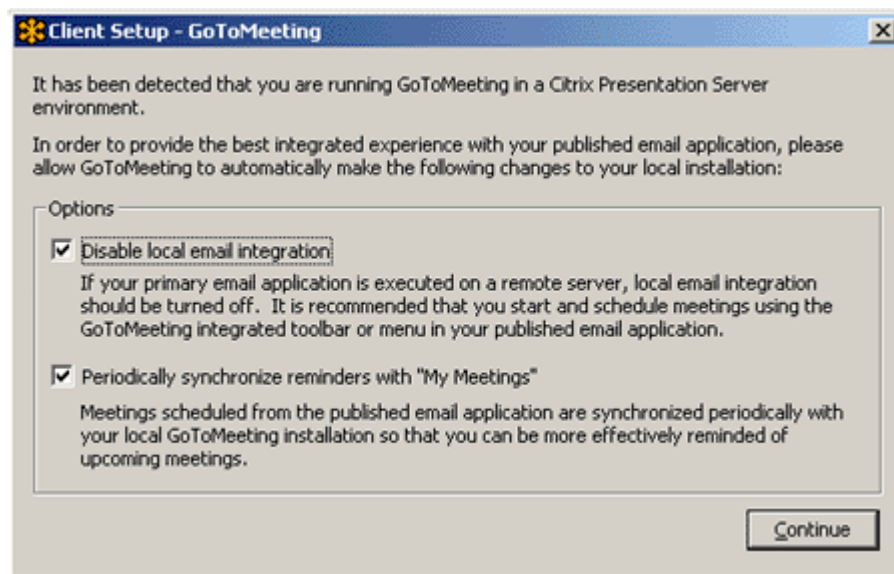 Client Setup - GoToMeeting
It has been detected that you are running GoToMeeting in a Citrix Presentation Server
environment.
In order to provide the best integrated experience with your published email application, please
allow GoToMeeting to automatically make the following changes to your local installation:
Options
Disable local email integration
If your primary email application is executed on a remote server, local email integration
should be turned off. It is recommended that you start and schedule meetings using the
GoToMeeting integrated toolbar or menu in your published email application.
Periodically synchronize reminders with "My Meetings"
Meetings scheduled from the published email application are synchronized periodically with
your local GoToMeeting installation so that you can be more effectively reminded of
upcoming meetings.
Continue